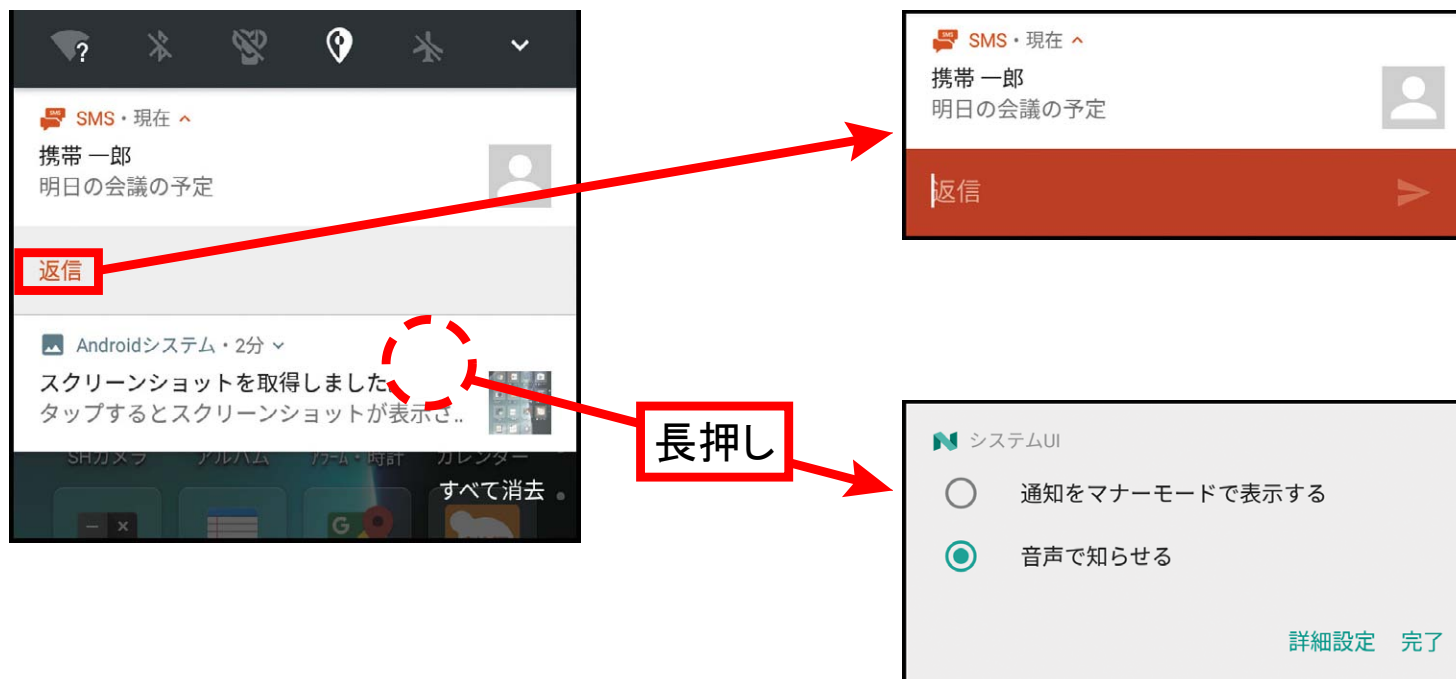 SMS・現在
携帯 一郎
明日の会議の予定
返信
Androidシステム・2分
スクリーンショットを取得しました。
タップするとスクリーンショットが表示さ..
SHカメラ アルバム アラーム・時計 カレンダー
すべて消去
SMS・現在
携帯 一郎
明日の会議の予定
返信
長押し
システムUI
通知をマナーモードで表示する
音声で知らせる
詳細設定 完了